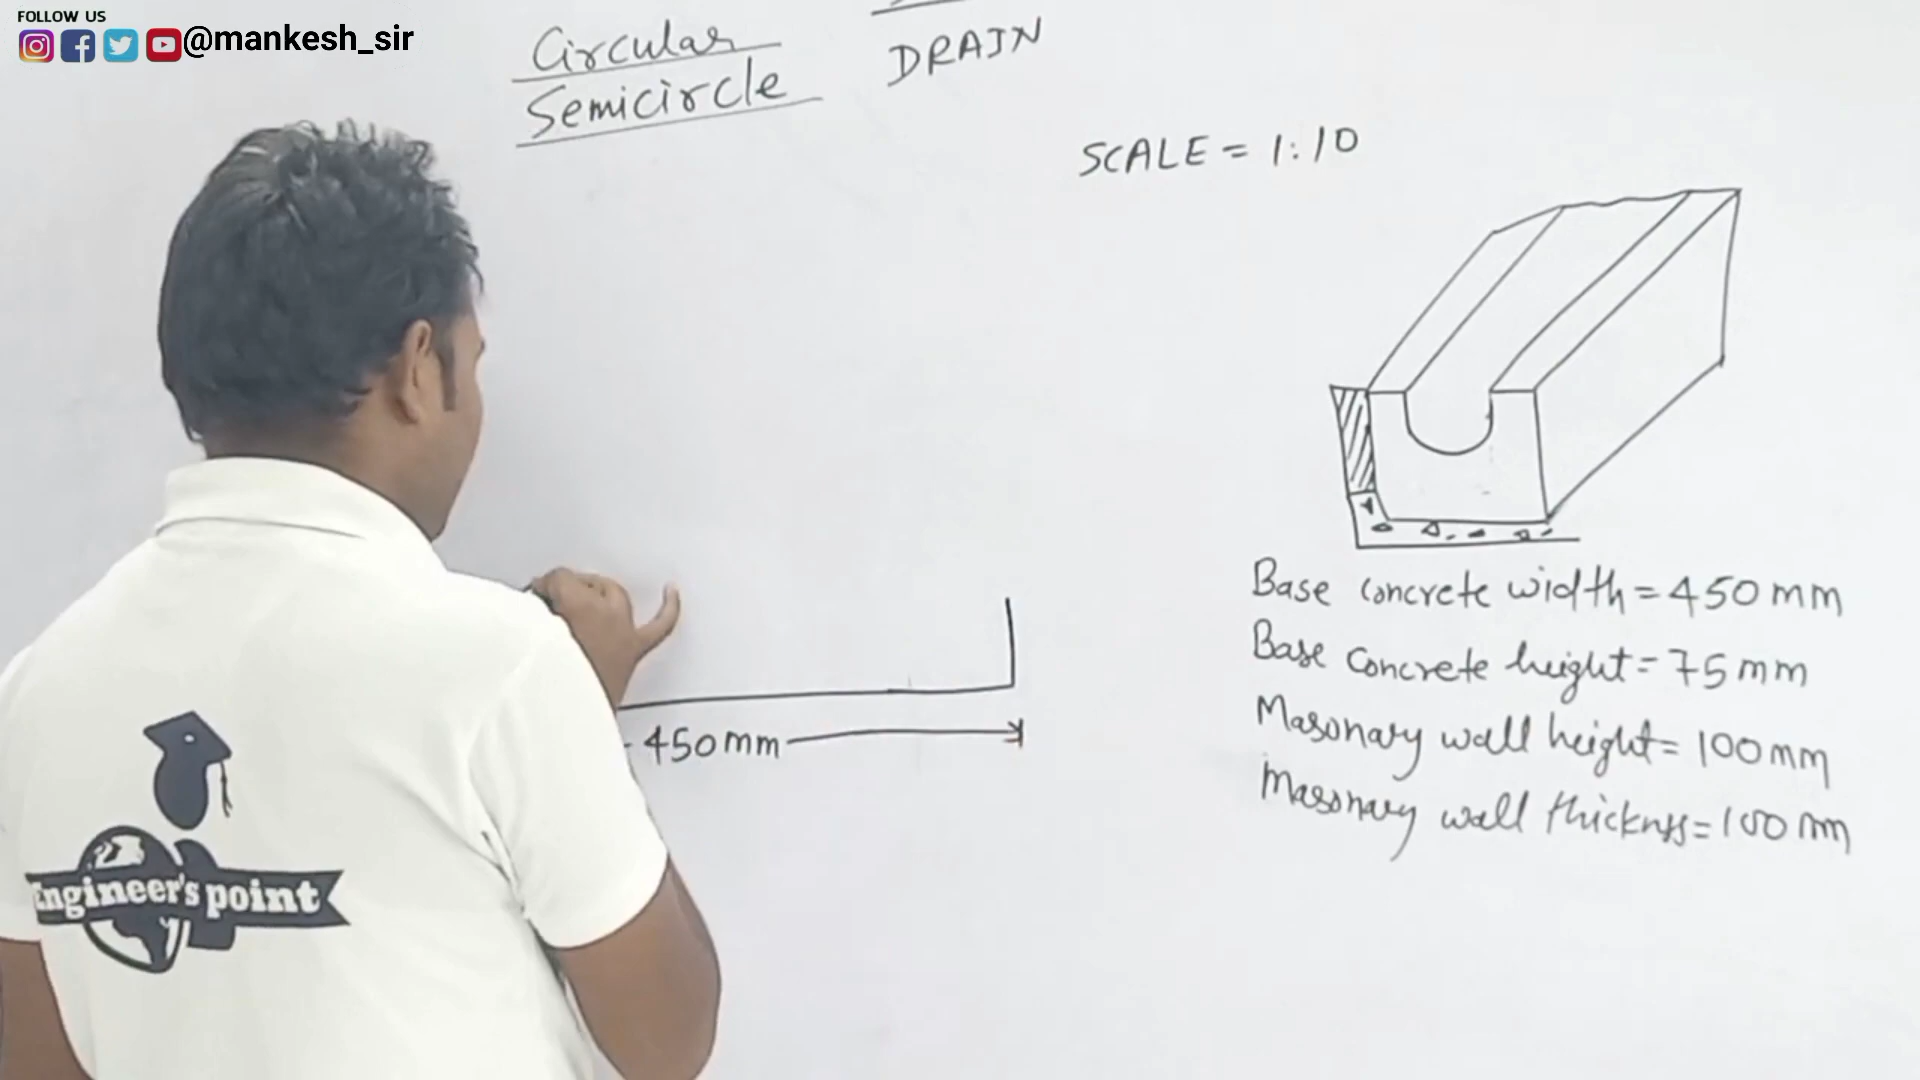 FOLLOW US
@mankesh_sir
Circular
Semicircle
DRAIN
SCALE = 1:10
450mm
Base concrete width = 450 mm
Base concrete height = 75 mm
Masonary wall height = 100 mm
Masonary wall thicknss = 100 mm
Engineer's point